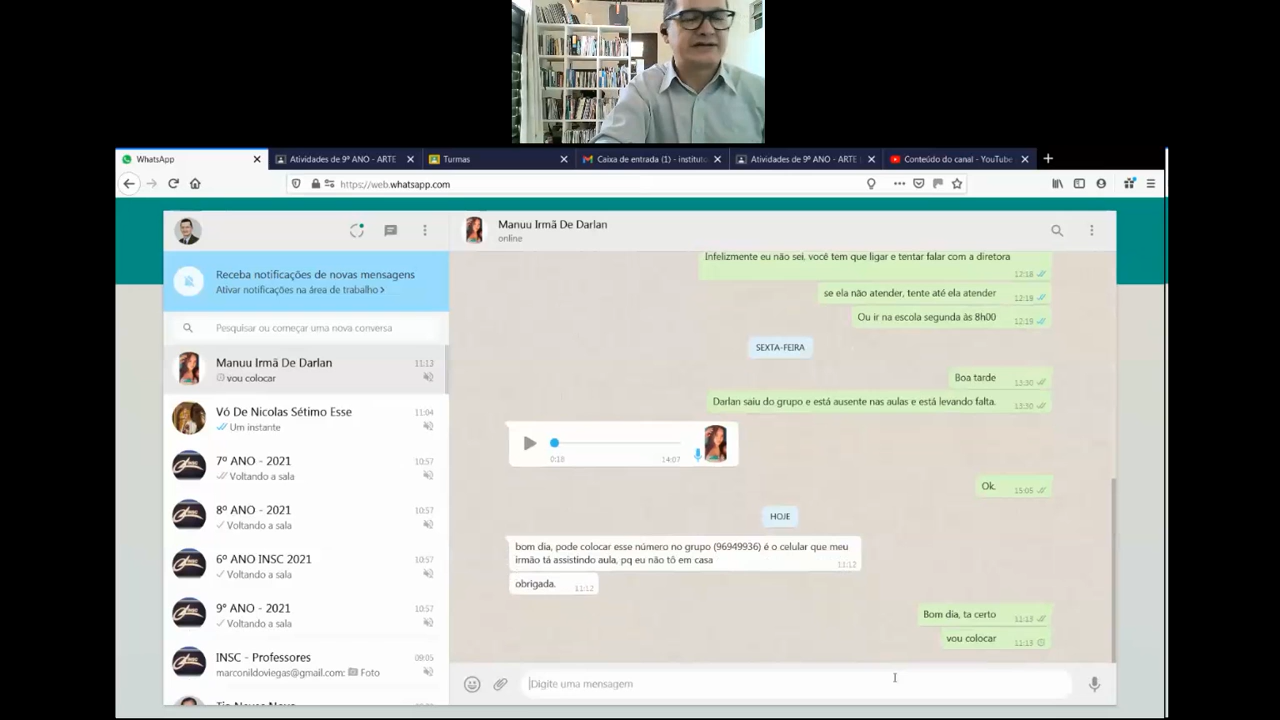 WhatsApp
Atividades de 9º ANO - ARTE
Turmas
Caixa de entrada (1) - institut
Atividades de 9º ANO - ARTE
Conteúdo do canal - YouTube
https://web.whatsapp.com
Receba notificações de novas mensagens
Ativar notificações na área de trabalho
Pesquisar ou começar uma nova conversa
Manuu Irmã De Darlan
11:13
vou colocar
Vó De Nicolas Sétimo Esse
11:04
Um instante
7º ANO - 2021
10:57
Voltando a sala
8º ANO - 2021
10:57
Voltando a sala
6º ANO INSC 2021
10:57
Voltando a sala
9º ANO - 2021
10:57
Voltando a sala
INSC - Professores
09:05
marconildoviegas@gmail.com: Foto
Manuu Irmã De Darlan
online
Infelizmente eu não sei, você tem que ligar e tentar falar com a diretora
12:18
se ela não atender, tente até ela atender
12:19
Ou ir na escola segunda às 8h00
12:19
SEXTA-FEIRA
Boa tarde
13:30
Darlan saiu do grupo e está ausente nas aulas e está levando falta.
13:30
0:18
14:07
Ok.
15:05
HOJE
bom dia, pode colocar esse número no grupo (96949936) é o celular que meu
irmão tá assistindo aula, pq eu não tô em casa
11:12
obrigada.
11:12
Bom dia, ta certo
11:13
vou colocar
11:13
Digite uma mensagem